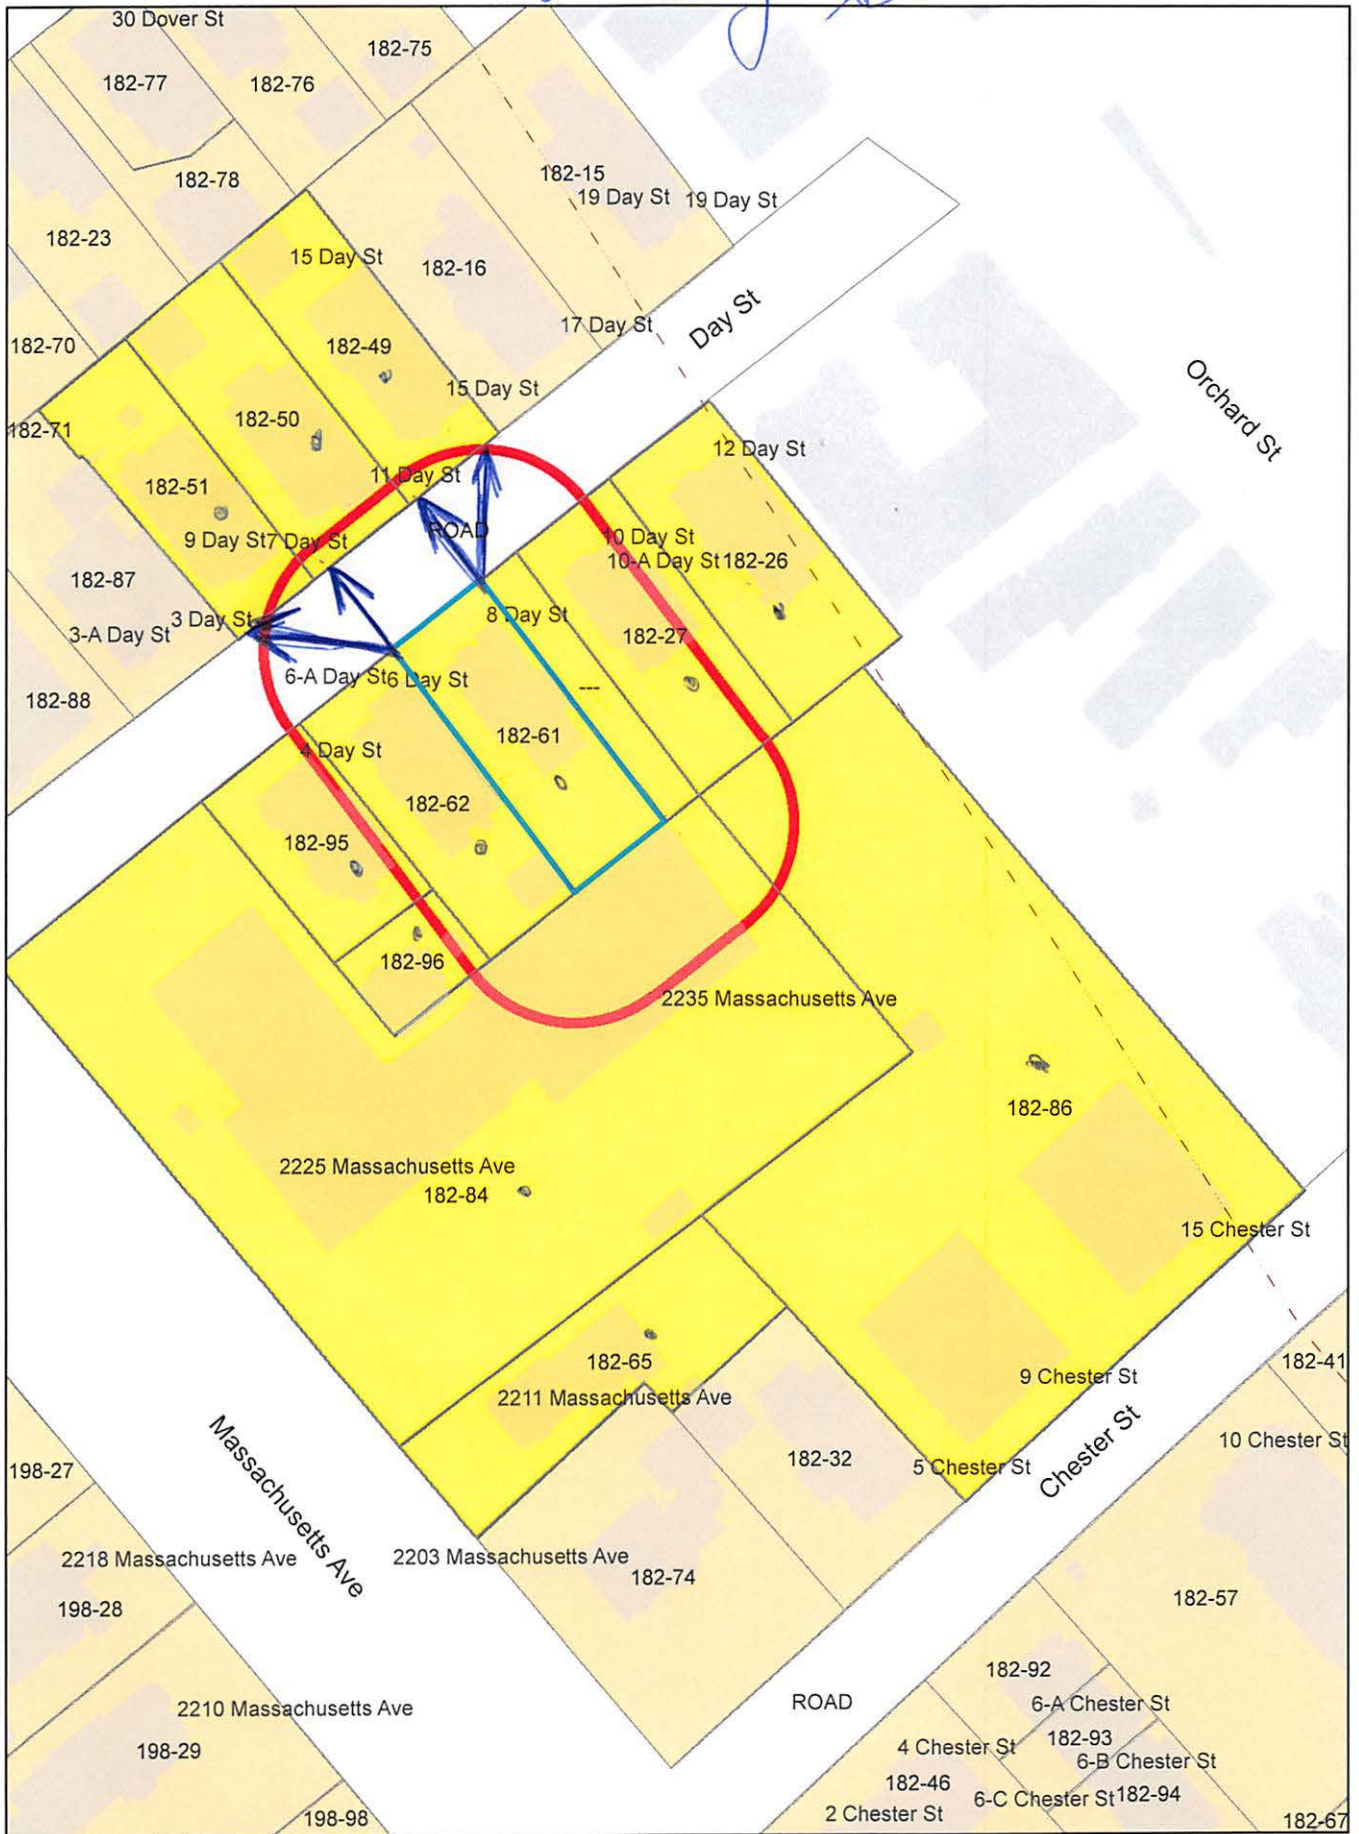 30 Dover St
182-75
182-77
182-76
182-15
182-78
19 Day St
19 Day St
182-23
15 Day St
182-16
17 Day St
Day St
182-70
182-49
15 Day St
Orchard St
182-71
182-50
12 Day St
11 Day St
182-51
ROAD
9 Day St
7 Day St
10 Day St
10-A Day St
182-26
182-87
3 Day St
8 Day St
3-A Day St
182-27
6-A Day St
6 Day St
---
182-88
182-61
4 Day St
182-62
182-95
182-96
2235 Massachusetts Ave
182-86
2225 Massachusetts Ave
182-84
15 Chester St
182-65
182-41
9 Chester St
2211 Massachusetts Ave
10 Chester St
182-32
5 Chester St
Chester St
198-27
Massachusetts Ave
2218 Massachusetts Ave
2203 Massachusetts Ave
182-74
198-28
182-57
182-92
2210 Massachusetts Ave
ROAD
6-A Chester St
198-29
4 Chester St
182-93
6-B Chester St
182-46
6-C Chester St
182-94
2 Chester St
198-98
182-67